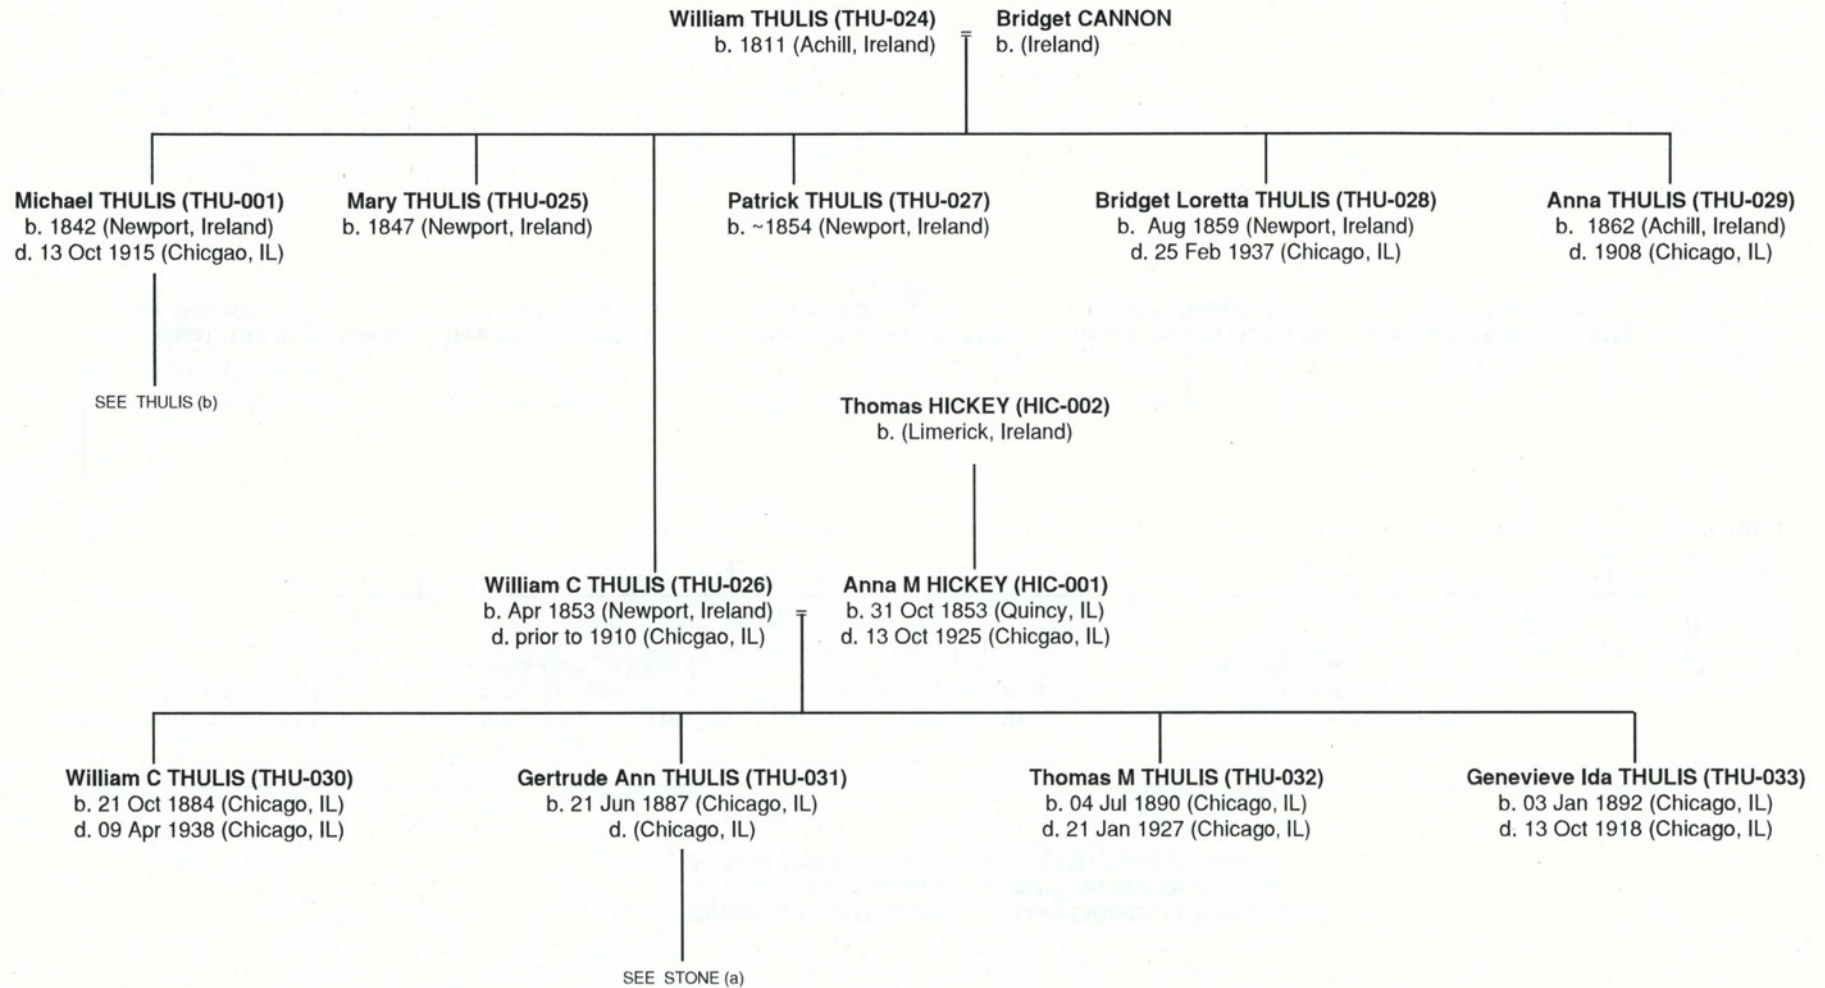 William THULIS (THU-024)
b. 1811 (Achill, Ireland)
=
Bridget CANNON
b. (Ireland)
Michael THULIS (THU-001)
b. 1842 (Newport, Ireland)
d. 13 Oct 1915 (Chicgao, IL)
SEE THULIS (b)
Mary THULIS (THU-025)
b. 1847 (Newport, Ireland)
Patrick THULIS (THU-027)
b. ~1854 (Newport, Ireland)
Bridget Loretta THULIS (THU-028)
b. Aug 1859 (Newport, Ireland)
d. 25 Feb 1937 (Chicago, IL)
Anna THULIS (THU-029)
b. 1862 (Achill, Ireland)
d. 1908 (Chicago, IL)
Thomas HICKEY (HIC-002)
b. (Limerick, Ireland)
William C THULIS (THU-026)
b. Apr 1853 (Newport, Ireland)
d. prior to 1910 (Chicgao, IL)
=
Anna M HICKEY (HIC-001)
b. 31 Oct 1853 (Quincy, IL)
d. 13 Oct 1925 (Chicgao, IL)
William C THULIS (THU-030)
b. 21 Oct 1884 (Chicago, IL)
d. 09 Apr 1938 (Chicago, IL)
Gertrude Ann THULIS (THU-031)
b. 21 Jun 1887 (Chicago, IL)
d. (Chicago, IL)
SEE STONE (a)
Thomas M THULIS (THU-032)
b. 04 Jul 1890 (Chicago, IL)
d. 21 Jan 1927 (Chicago, IL)
Genevieve Ida THULIS (THU-033)
b. 03 Jan 1892 (Chicago, IL)
d. 13 Oct 1918 (Chicago, IL)